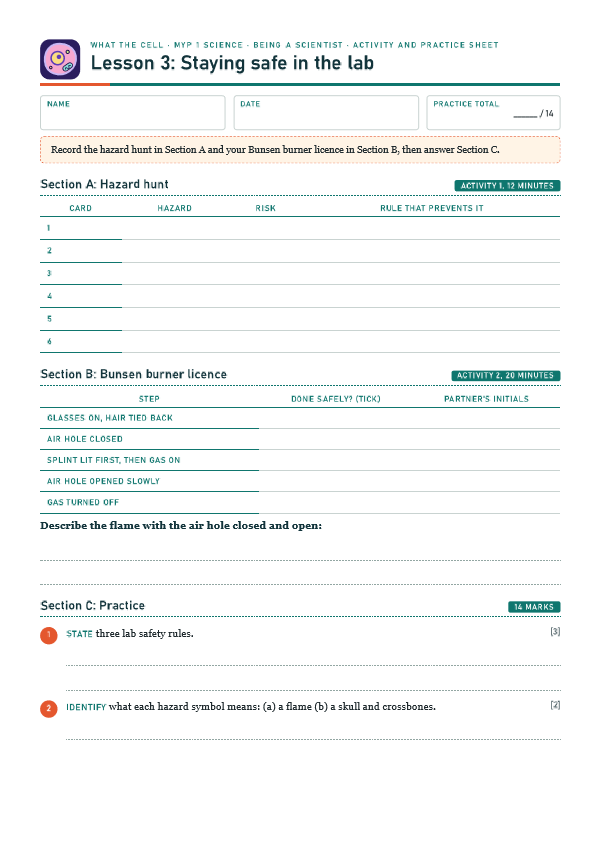 WHAT THE CELL · MYP 1 SCIENCE · BEING A SCIENTIST · ACTIVITY AND PRACTICE SHEET
Lesson 3: Staying safe in the lab
NAME
DATE
PRACTICE TOTAL
_____ / 14
Record the hazard hunt in Section A and your Bunsen burner licence in Section B, then answer Section C.
Section A: Hazard hunt
ACTIVITY 1, 12 MINUTES
CARD HAZARD RISK RULE THAT PREVENTS IT
1
2
3
4
5
6
Section B: Bunsen burner licence
ACTIVITY 2, 20 MINUTES
STEP DONE SAFELY? (TICK) PARTNER'S INITIALS
GLASSES ON, HAIR TIED BACK
AIR HOLE CLOSED
SPLINT LIT FIRST, THEN GAS ON
AIR HOLE OPENED SLOWLY
GAS TURNED OFF
Describe the flame with the air hole closed and open:
Section C: Practice
14 MARKS
1 STATE three lab safety rules. [3]
2 IDENTIFY what each hazard symbol means: (a) a flame (b) a skull and crossbones. [2]